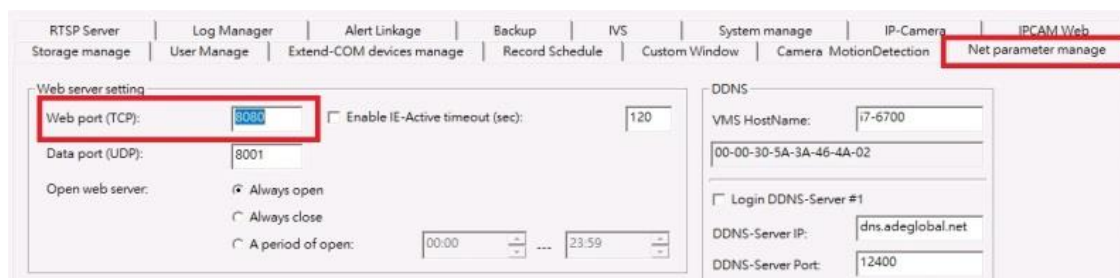 RTSP Server Log Manager Alert Linkage Backup IVS System manage IP-Camera IPCAM Web
Storage manage User Manage Extend-COM devices manage Record Schedule Custom Window Camera MotionDetection Net parameter manage
Web server setting
Web port (TCP): 8080 Enable IE-Active timeout (sec): 120
Data port (UDP): 8001
Open web server: Always open
Always close
A period of open: 00:00 --- 23:59
DDNS
VMS HostName: i7-6700
00-00-30-5A-3A-46-4A-02
Login DDNS-Server #1
DDNS-Server IP: dns.adeglobal.net
DDNS-Server Port: 12400